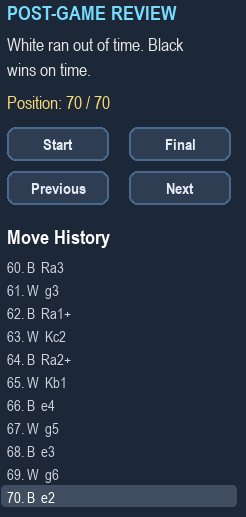 POST-GAME REVIEW
White ran out of time. Black
wins on time.
Position: 70 / 70
Start Final
Previous Next
Move History
60. B Ra3
61. W g3
62. B Ra1+
63. W Kc2
64. B Ra2+
65. W Kb1
66. B e4
67. W g5
68. B e3
69. W g6
70. B e2